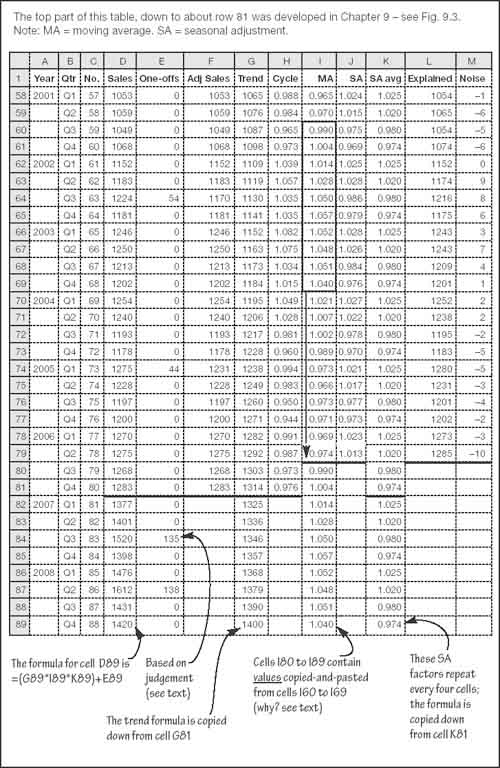 The top part of this table, down to about row 81 was developed in Chapter 9 – see Fig. 9.3.
Note: MA = moving average. SA = seasonal adjustment.
A B C D E F G H I J K L M
1 Year Qtr No. Sales One-offs Adj Sales Trend Cycle MA SA SA avg Explained Noise
58 2001 Q1 57 1053 0 1053 1065 0.988 0.965 1.024 1.025 1054 –1
59 Q2 58 1059 0 1059 1076 0.984 0.970 1.015 1.020 1065 –6
60 Q3 59 1049 0 1049 1087 0.965 0.990 0.975 0.980 1054 –5
61 Q4 60 1068 0 1068 1098 0.973 1.004 0.969 0.974 1074 –6
62 2002 Q1 61 1152 0 1152 1109 1.039 1.014 1.025 1.025 1152 0
63 Q2 62 1183 0 1183 1119 1.057 1.028 1.028 1.020 1174 9
64 Q3 63 1224 54 1170 1130 1.035 1.050 0.986 0.980 1216 8
65 Q4 64 1181 0 1181 1141 1.035 1.057 0.979 0.974 1175 6
66 2003 Q1 65 1246 0 1246 1152 1.082 1.052 1.028 1.025 1243 3
67 Q2 66 1250 0 1250 1163 1.075 1.048 1.026 1.020 1243 7
68 Q3 67 1213 0 1213 1173 1.034 1.051 0.984 0.980 1209 4
69 Q4 68 1202 0 1202 1184 1.015 1.040 0.976 0.974 1201 1
70 2004 Q1 69 1254 0 1254 1195 1.049 1.021 1.027 1.025 1252 2
71 Q2 70 1240 0 1240 1206 1.028 1.007 1.022 1.020 1238 2
72 Q3 71 1193 0 1193 1217 0.981 1.002 0.978 0.980 1195 –2
73 Q4 72 1178 0 1178 1228 0.960 0.989 0.970 0.974 1183 –5
74 2005 Q1 73 1275 44 1231 1238 0.994 0.973 1.021 1.025 1280 –5
75 Q2 74 1228 0 1228 1249 0.983 0.966 1.017 1.020 1231 –3
76 Q3 75 1197 0 1197 1260 0.950 0.973 0.977 0.980 1201 –4
77 Q4 76 1200 0 1200 1271 0.944 0.971 0.973 0.974 1202 –2
78 2006 Q1 77 1270 0 1270 1282 0.991 0.969 1.023 1.025 1273 –3
79 Q2 78 1275 0 1275 1292 0.987 0.974 1.013 1.020 1285 –10
80 Q3 79 1268 0 1268 1303 0.973 0.990 0.980
81 Q4 80 1283 0 1283 1314 0.976 1.004 0.974
82 2007 Q1 81 1377 0 1325 1.014 1.025
83 Q2 82 1401 0 1336 1.028 1.020
84 Q3 83 1520 135 1346 1.050 0.980
85 Q4 84 1398 0 1357 1.057 0.974
86 2008 Q1 85 1476 0 1368 1.052 1.025
87 Q2 86 1612 138 1379 1.048 1.020
88 Q3 87 1431 0 1390 1.051 0.980
89 Q4 88 1420 0 1400 1.040 0.974
The formula for cell D89 is
=(G89*I89*K89)+E89
Based on
judgement
(see text)
The trend formula is copied
down from cell G81
Cells I80 to I89 contain
values copied-and-pasted
from cells I60 to I69
(why? see text)
These SA
factors repeat
every four cells;
the formula is
copied down
from cell K81